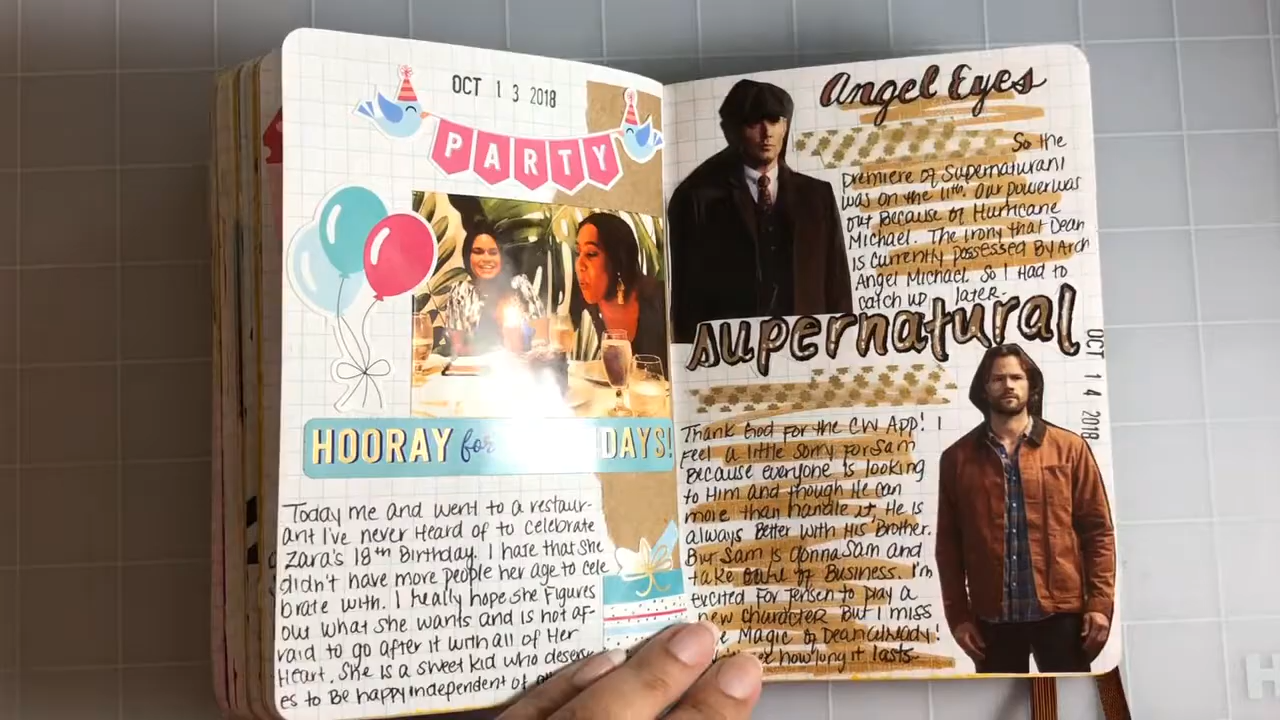 OCT 13 2018
PARTY
HOORAY for DAYS!
Today me and went to a restaur-
ant I've never Heard of to celebrate
Zara's 18th Birthday. I hate that she
didn't have more people her age to cele
brate with. I really hope she Figures
out what she wants and is not af-
raid to go after it with all of Her
Heart. She is a sweet kid who deserv
es to Be happy independent of
Angel Eyes
So the
premiere of Supernatural
was on the 11th. Our power was
out Because of Hurricane
Michael. The irony that Dean
is currently possessed By Arch
Angel Michael. So I Had to
catch up later.
supernatural
OCT 14 2018
Thank God for the CW App! I
Feel a little sorry for Sam
Because everyone is looking
to Him and though He can
more than handle it, He is
always Better with His Brother.
But Sam is gonna Sam and
take care of Business. I'm
excited For Jensen to play a
new character But I miss
Magic of Dean already!
how long it lasts.
H